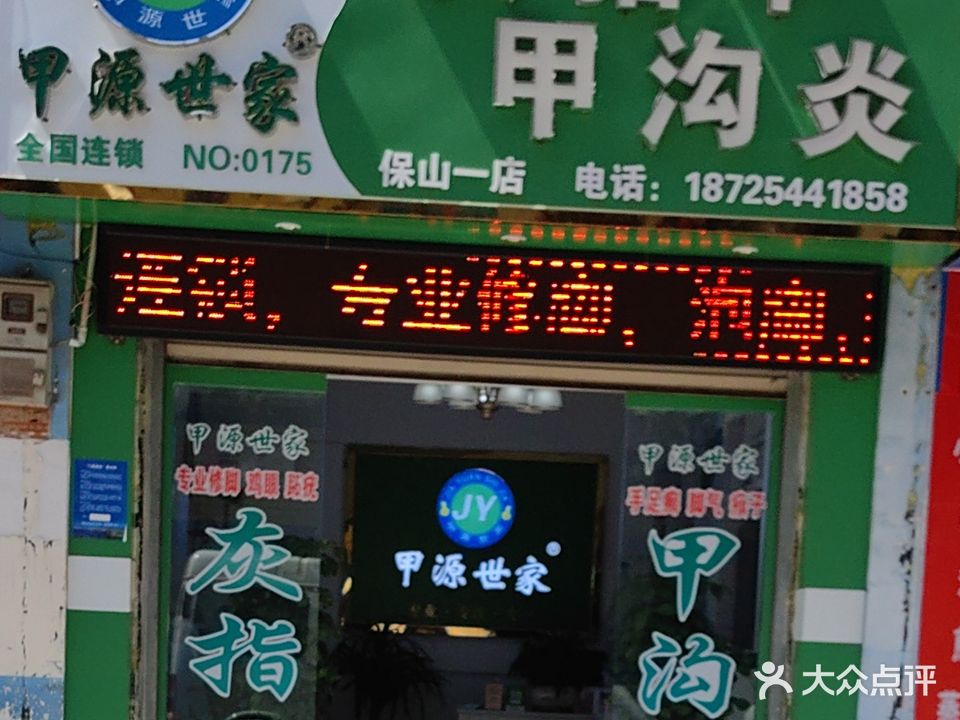 源世
甲源世家
甲沟炎
全国连锁 NO:0175
保山一店 电话：18725441858
专业修
甲源世家
专业修脚 鸡眼 跖疣
灰指
JY
甲源世家®
甲源世家
手足癣 脚气 瘊子
甲沟
大众点评